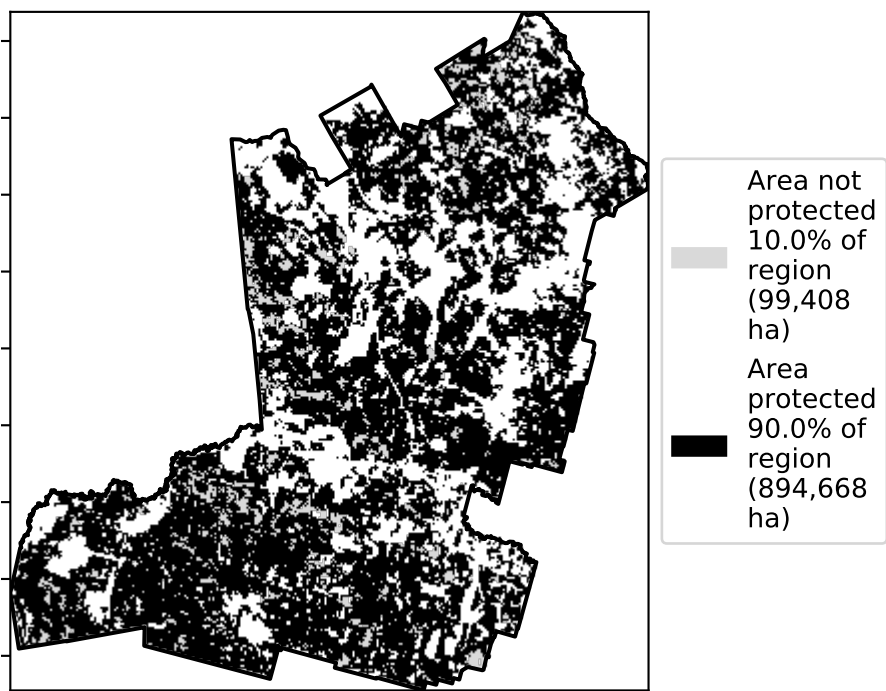 Area not
protected
10.0% of
region
(99,408
ha)
Area
protected
90.0% of
region
(894,668
ha)